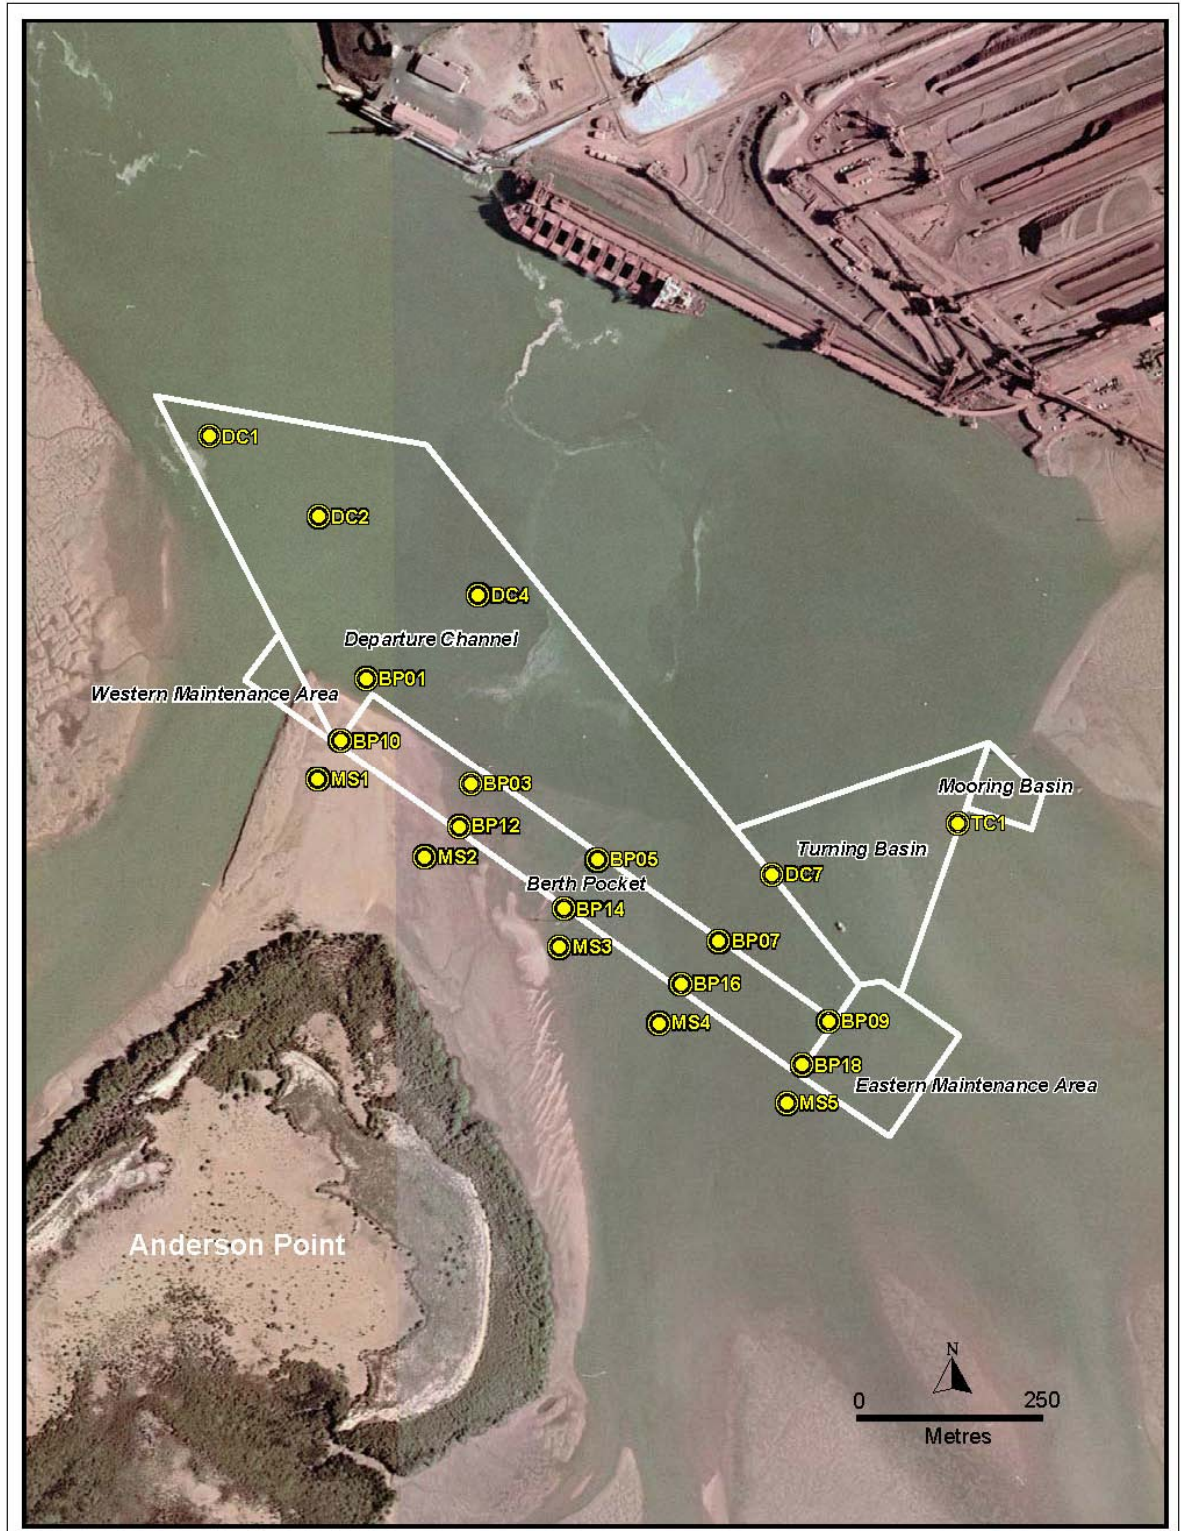 DC1
DC2
DC4
Departure Channel
BP01
Western Maintenance Area
BP10
MS1
BP03
Mooring Basin
BP12
TC1
Turning Basin
MS2
BP05
DC7
Berth Pocket
BP14
BP07
MS3
BP16
BP09
MS4
BP18
Eastern Maintenance Area
MS5
Anderson Point
N
0 250
Metres